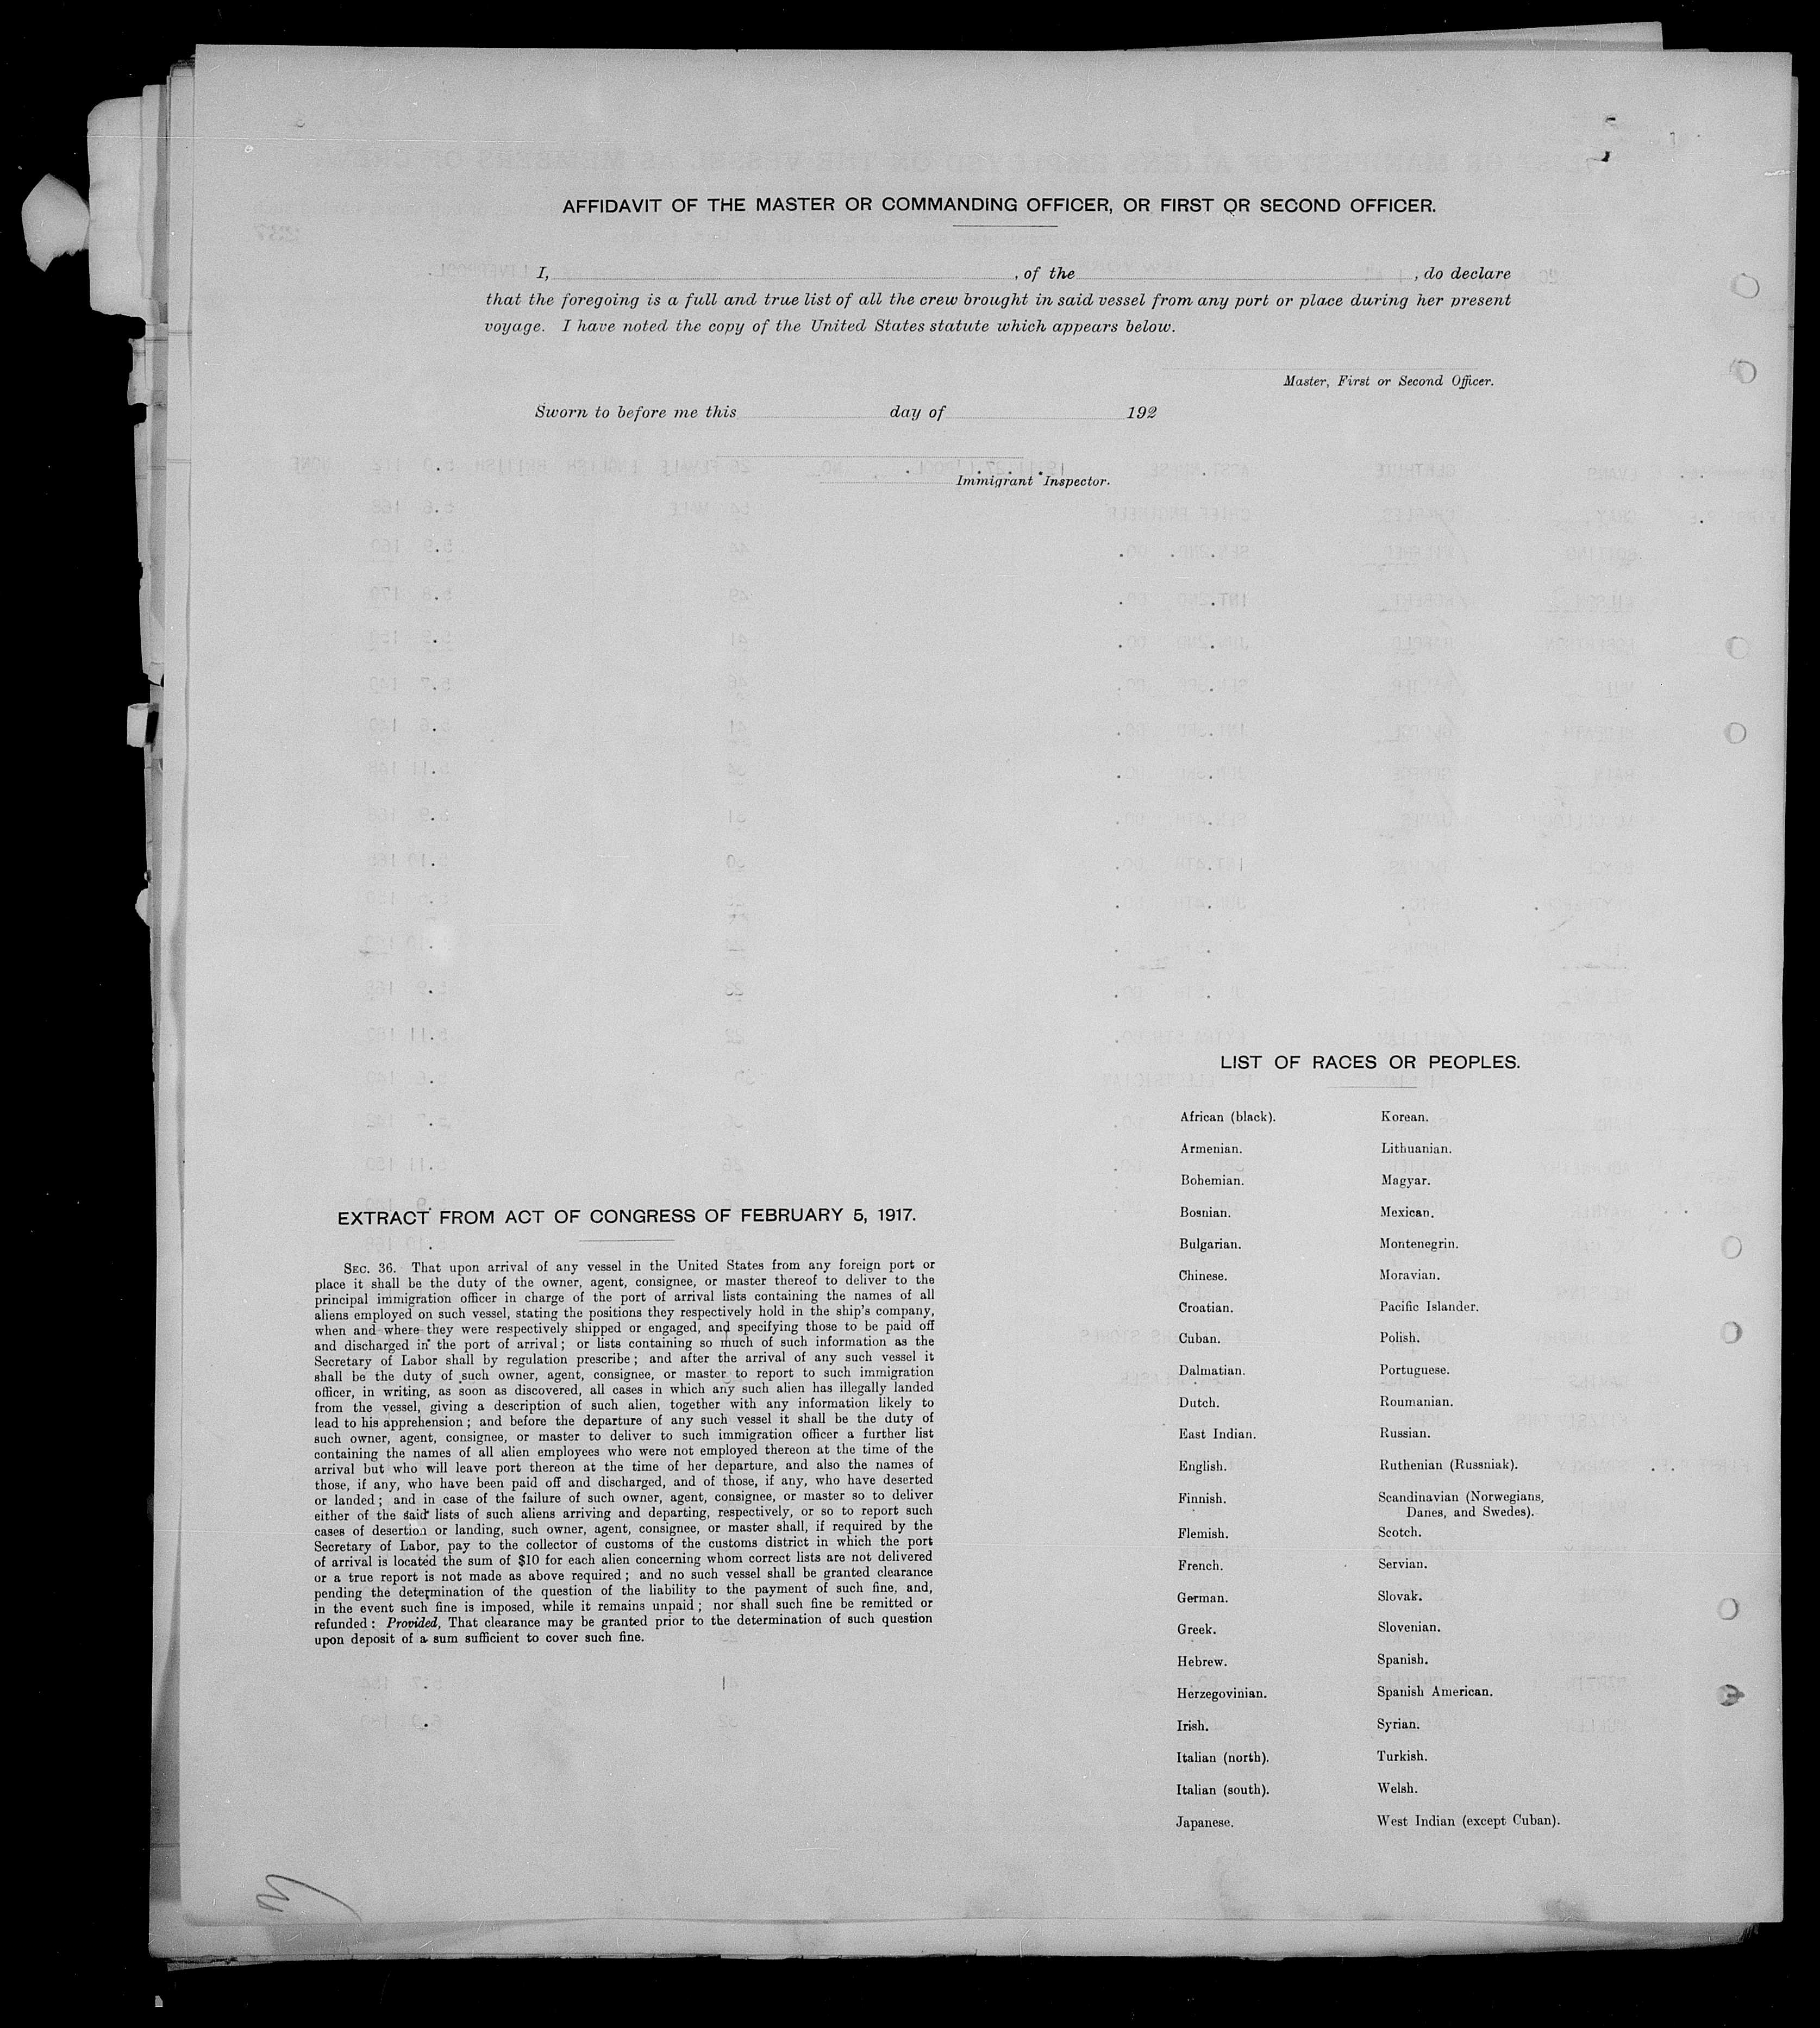 AFFIDAVIT OF THE MASTER OR COMMANDING OFFICER, OR FIRST OR SECOND OFFICER.
I, , of the , do declare
that the foregoing is a full and true list of all the crew brought in said vessel from any port or place during her present
voyage. I have noted the copy of the United States statute which appears below.
Master, First or Second Officer.
Sworn to before me this day of 192
Immigrant Inspector.
EXTRACT FROM ACT OF CONGRESS OF FEBRUARY 5, 1917.
SEC. 36. That upon arrival of any vessel in the United States from any foreign port or
place it shall be the duty of the owner, agent, consignee, or master thereof to deliver to the
principal immigration officer in charge of the port of arrival lists containing the names of all
aliens employed on such vessel, stating the positions they respectively hold in the ship's company,
when and where they were respectively shipped or engaged, and specifying those to be paid off
and discharged in the port of arrival; or lists containing so much of such information as the
Secretary of Labor shall by regulation prescribe; and after the arrival of any such vessel it
shall be the duty of such owner, agent, consignee, or master to report to such immigration
officer, in writing, as soon as discovered, all cases in which any such alien has illegally landed
from the vessel, giving a description of such alien, together with any information likely to
lead to his apprehension; and before the departure of any such vessel it shall be the duty of
such owner, agent, consignee, or master to deliver to such immigration officer a further list
containing the names of all alien employees who were not employed thereon at the time of the
arrival but who will leave port thereon at the time of her departure, and also the names of
those, if any, who have been paid off and discharged, and of those, if any, who have deserted
or landed; and in case of the failure of such owner, agent, consignee, or master so to deliver
either of the said lists of such aliens arriving and departing, respectively, or so to report such
cases of desertion or landing, such owner, agent, consignee, or master shall, if required by the
Secretary of Labor, pay to the collector of customs of the customs district in which the port
of arrival is located the sum of $10 for each alien concerning whom correct lists are not delivered
or a true report is not made as above required; and no such vessel shall be granted clearance
pending the determination of the question of the liability to the payment of such fine, and,
in the event such fine is imposed, while it remains unpaid; nor shall such fine be remitted or
refunded: Provided, That clearance may be granted prior to the determination of such question
upon deposit of a sum sufficient to cover such fine.
LIST OF RACES OR PEOPLES.
African (black).
Armenian.
Bohemian.
Bosnian.
Bulgarian.
Chinese.
Croatian.
Cuban.
Dalmatian.
Dutch.
East Indian.
English.
Finnish.
Flemish.
French.
German.
Greek.
Hebrew.
Herzegovinian.
Irish.
Italian (north).
Italian (south).
Japanese.
Korean.
Lithuanian.
Magyar.
Mexican.
Montenegrin.
Moravian.
Pacific Islander.
Polish.
Portuguese.
Roumanian.
Russian.
Ruthenian (Russniak).
Scandinavian (Norwegians,
Danes, and Swedes).
Scotch.
Servian.
Slovak.
Slovenian.
Spanish.
Spanish American.
Syrian.
Turkish.
Welsh.
West Indian (except Cuban).